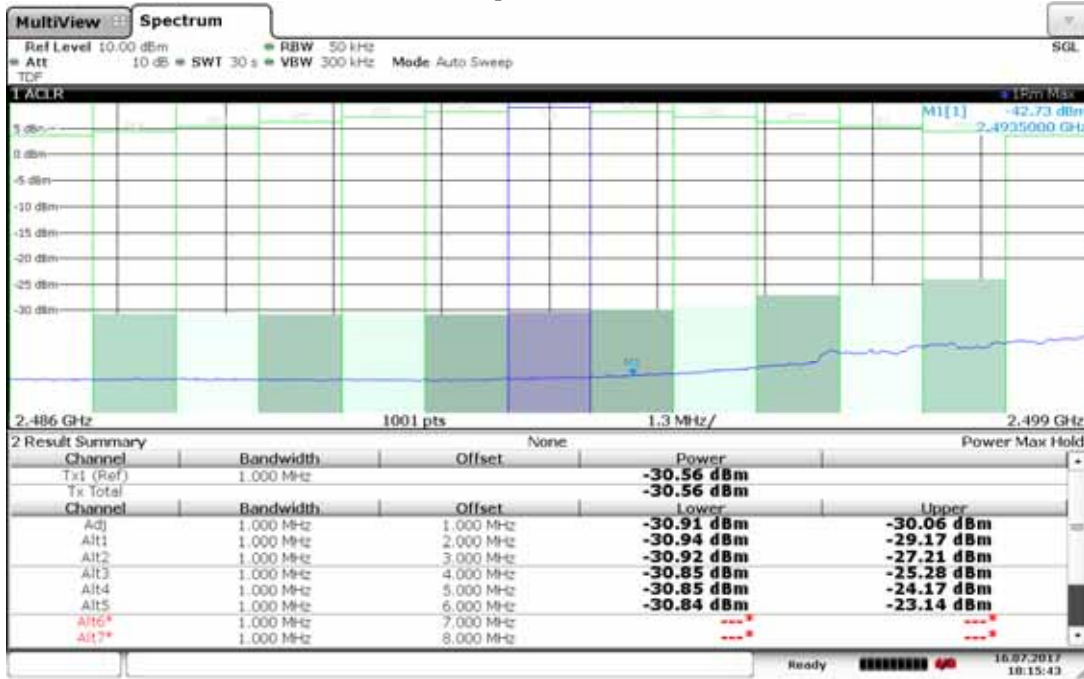 MultiView Spectrum
Ref Level 10.00 dBm RBW 50 kHz SGL
Att 10 dB SWT 30 s VBW 300 kHz Mode Auto Sweep
TDF
1 ACLR 1Rm Max
M1[1] -42.73 dBm
2.4935000 GHz
5 dBm
0 dBm
-5 dBm
-10 dBm
-15 dBm
-20 dBm
-25 dBm
-30 dBm
M1
2.486 GHz 1001 pts 1.3 MHz/ 2.499 GHz
2 Result Summary None Power Max Hold
Channel Bandwidth Offset Power
Tx1 (Ref) 1.000 MHz -30.56 dBm
Tx Total -30.56 dBm
Channel Bandwidth Offset Lower Upper
Adj 1.000 MHz 1.000 MHz -30.91 dBm -30.06 dBm
Alt1 1.000 MHz 2.000 MHz -30.94 dBm -29.17 dBm
Alt2 1.000 MHz 3.000 MHz -30.92 dBm -27.21 dBm
Alt3 1.000 MHz 4.000 MHz -30.85 dBm -25.28 dBm
Alt4 1.000 MHz 5.000 MHz -30.85 dBm -24.17 dBm
Alt5 1.000 MHz 6.000 MHz -30.84 dBm -23.14 dBm
Alt6* 1.000 MHz 7.000 MHz ---* ---*
Alt7* 1.000 MHz 8.000 MHz ---* ---*
Ready 16.07.2017
18:15:43